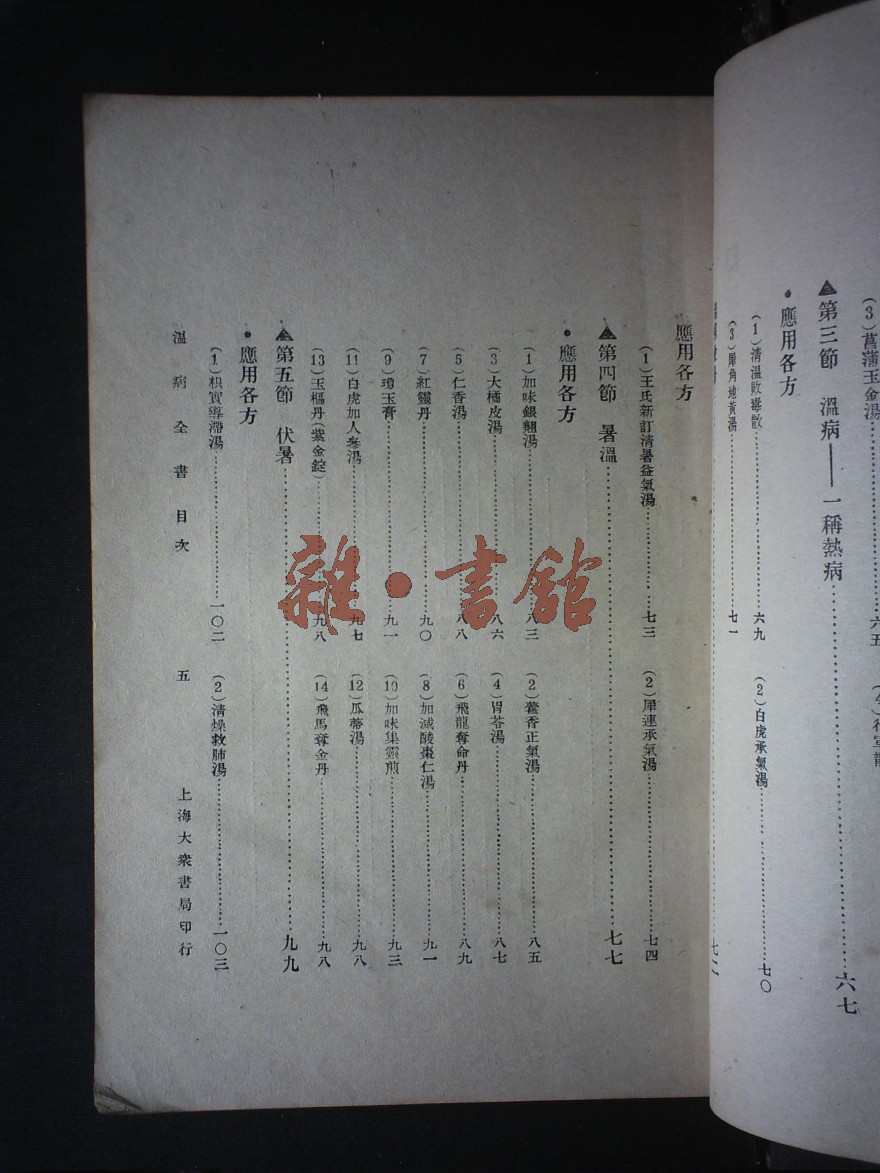 (3)菖蒲玉金湯…………六五
▲第三節 溫病——一稱熱病…………六七
●應用各方
(1)清溫敗毒散…………六九 (2)白虎承氣湯…………七〇
(3)犀角地黃湯…………七一
應用各方
(1)王氏新訂清暑益氣湯…………七三 (2)犀連承氣湯…………七四
▲第四節 暑溫…………七七
●應用各方
(1)加味銀翹湯…………八三 (2)藿香正氣湯…………八五
(3)大橘皮湯…………八六 (4)胃苓湯…………八七
(5)仁香湯…………八八 (6)飛龍奪命丹…………八九
(7)紅靈丹…………九〇 (8)加減酸棗仁湯…………九一
(9)瓊玉膏…………九一 (10)加味集靈煎…………九三
(11)白虎加人參湯…………九七 (12)瓜蒂湯…………九八
(13)玉樞丹(紫金錠)…………九八 (14)飛馬奪金丹…………九八
▲第五節 伏暑…………九九
●應用各方
(1)枳實導滯湯…………一〇二 (2)清燥救肺湯…………一〇三
溫病全書目次 五 上海大衆書局印行
雜·書館